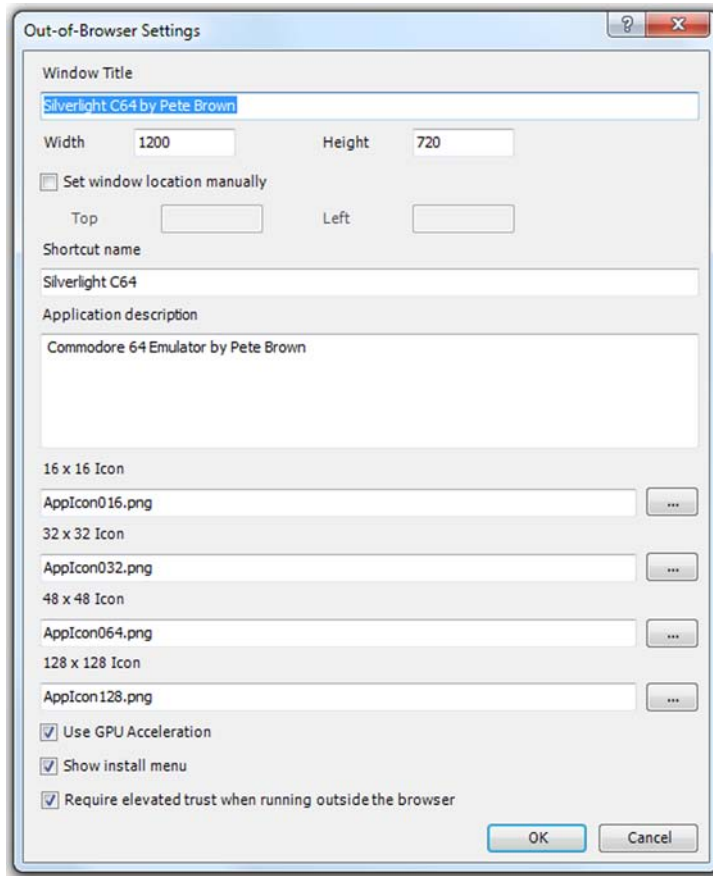 Out-of-Browser Settings
?
Window Title
Silverlight C64 by Pete Brown
Width 1200 Height 720
Set window location manually
Top Left
Shortcut name
Silverlight C64
Application description
Commodore 64 Emulator by Pete Brown
16 x 16 Icon
AppIcon016.png ...
32 x 32 Icon
AppIcon032.png ...
48 x 48 Icon
AppIcon064.png ...
128 x 128 Icon
AppIcon128.png ...
Use GPU Acceleration
Show install menu
Require elevated trust when running outside the browser
OK Cancel